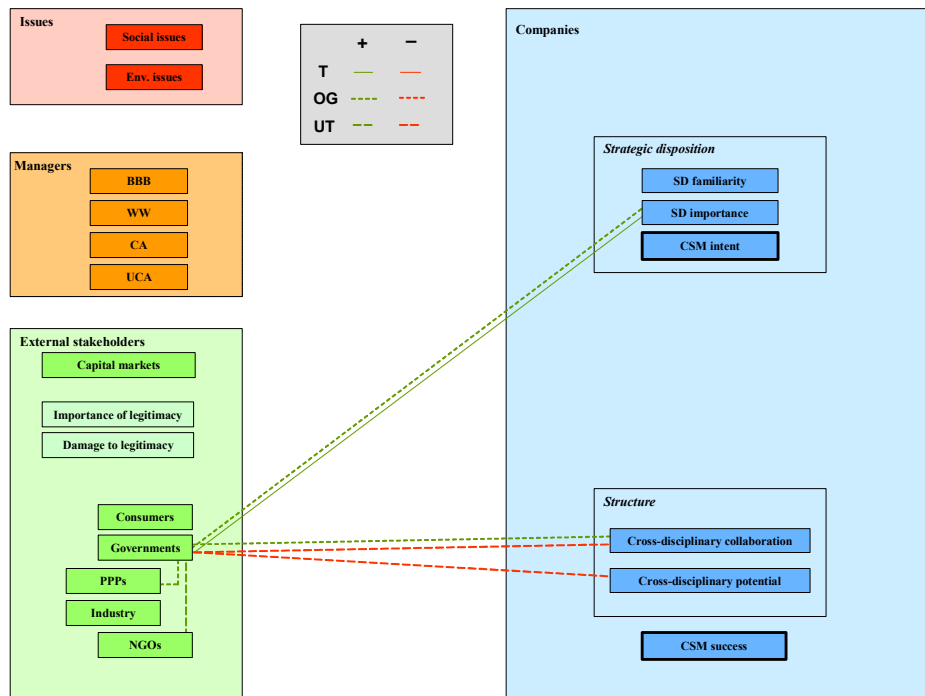 Issues
Social issues
Env. issues
+ −
T
OG
UT
Managers
BBB
WW
CA
UCA
External stakeholders
Capital markets
Importance of legitimacy
Damage to legitimacy
Consumers
Governments
PPPs
Industry
NGOs
Companies
Strategic disposition
SD familiarity
SD importance
CSM intent
Structure
Cross-disciplinary collaboration
Cross-disciplinary potential
CSM success